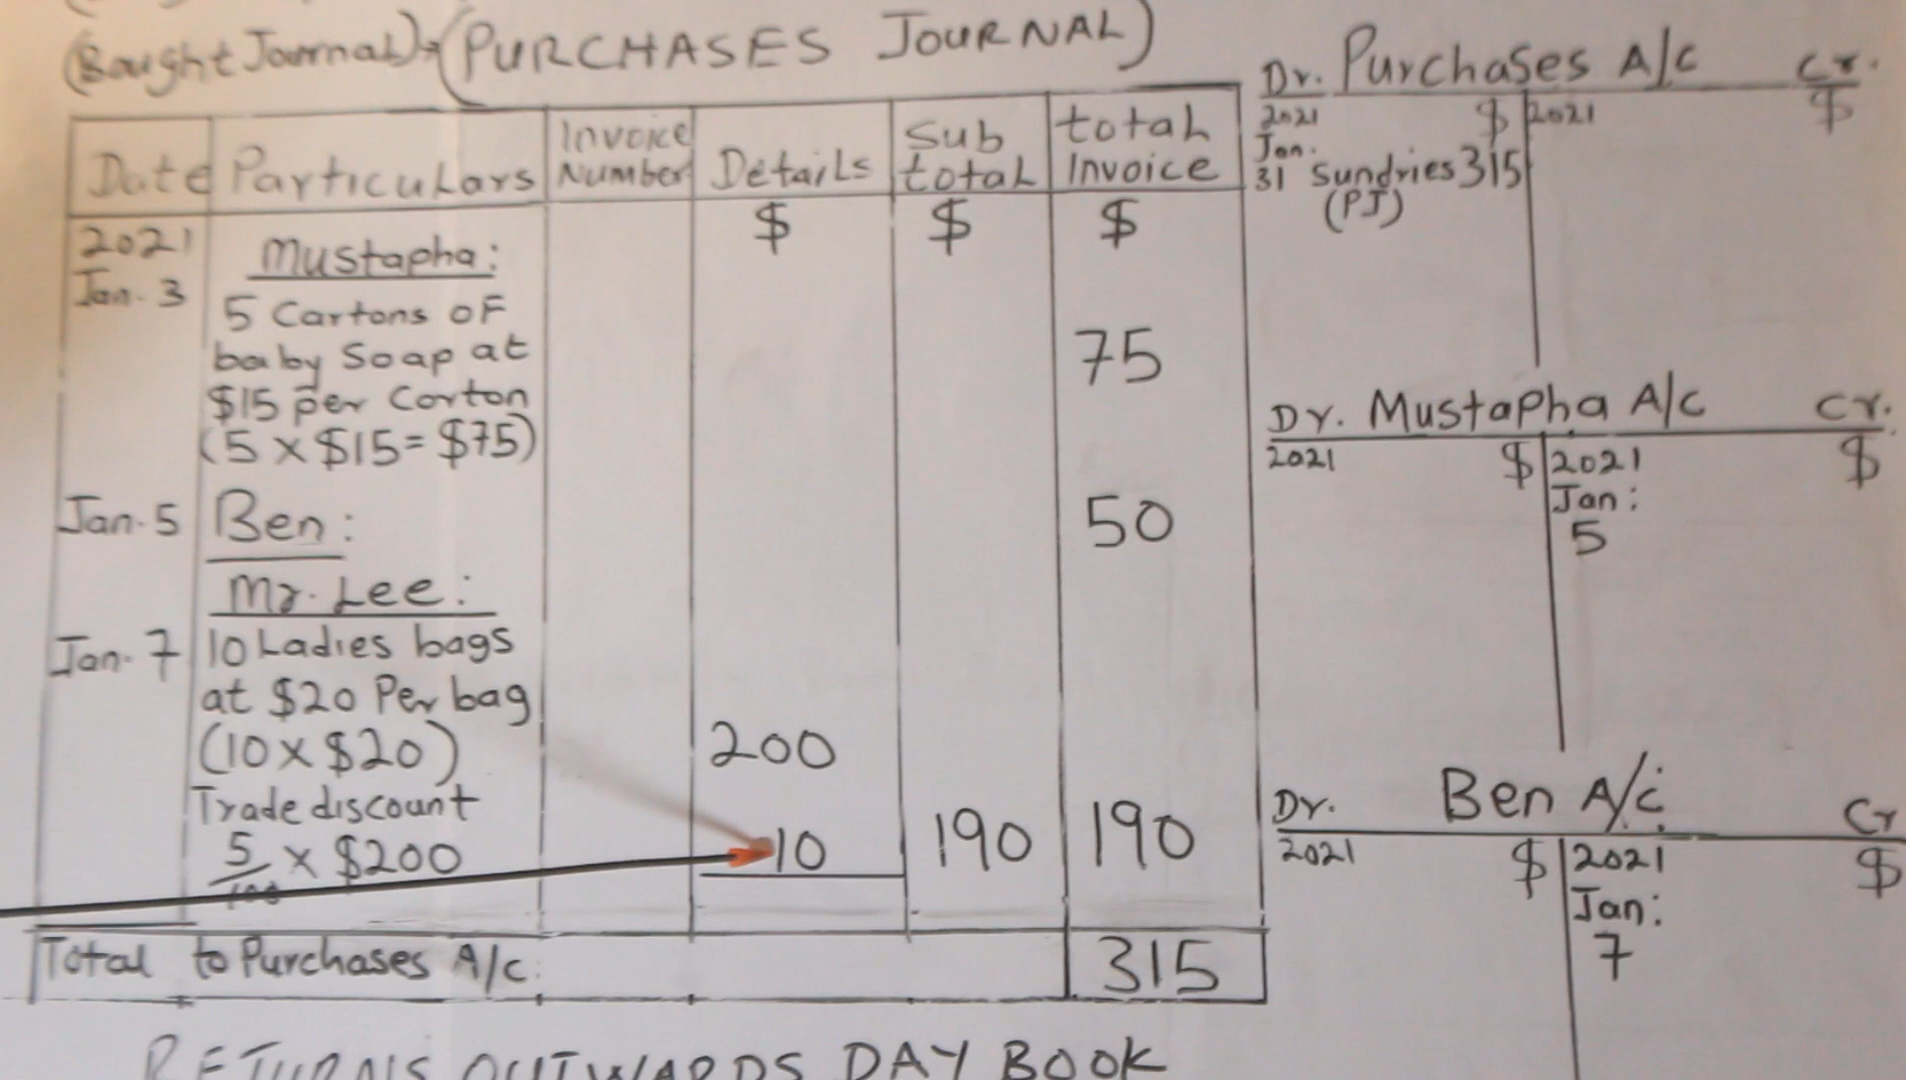 (Bought Journal) (PURCHASES JOURNAL)
Date Particulars Invoice Number Details Sub total total Invoice
$ $ $
2021
Jan. 3
Mustapha:
5 Cartons of
baby Soap at
$15 per Carton
(5 x $15 = $75)
75
Jan. 5 Ben: 50
Mr. Lee:
Jan. 7 10 Ladies bags
at $20 Per bag
(10 x $20) 200
Trade discount
5/100 x $200 10 190 190
Total to Purchases A/c. 315
RETURNS OUTWARDS DAY BOOK
Dr. Purchases A/c Cr.
2021 $ 2021 $
Jan.
31 Sundries 315
(PJ)
Dr. Mustapha A/c Cr.
2021 $ 2021 $
Jan:
5
Dr. Ben A/c Cr
2021 $ 2021 $
Jan:
7